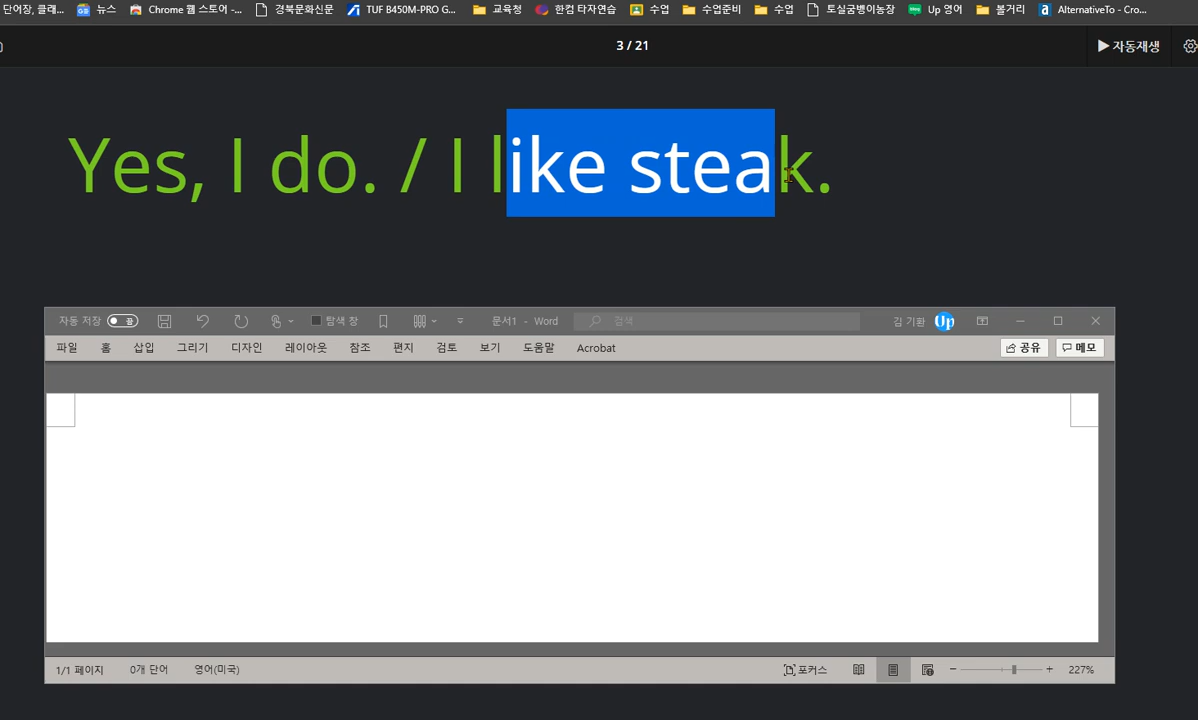 단어장, 클래... 뉴스 Chrome 웹 스토어 -... 경북문화신문 TUF B450M-PRO G... 교육청 한컴 타자연습 수업 수업준비 수업 토실굼벵이농장 Up 영어 볼거리 AlternativeTo - Cro...
3 / 21
자동재생
Yes, I do. / I like steak.
자동 저장 끔 탐색 창 문서1 - Word 검색 김 기환 Up
파일 홈 삽입 그리기 디자인 레이아웃 참조 편지 검토 보기 도움말 Acrobat 공유 메모
1/1 페이지 0개 단어 영어(미국) 포커스 227%